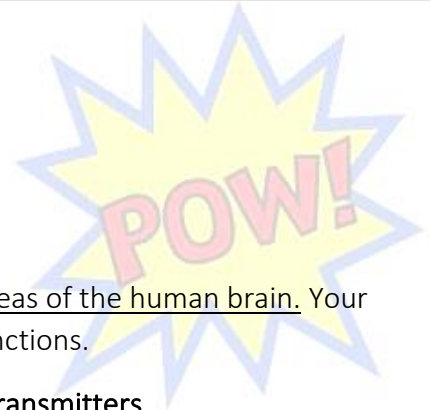 POW!
eas of the human brain. Your
nctions.
ransmitters